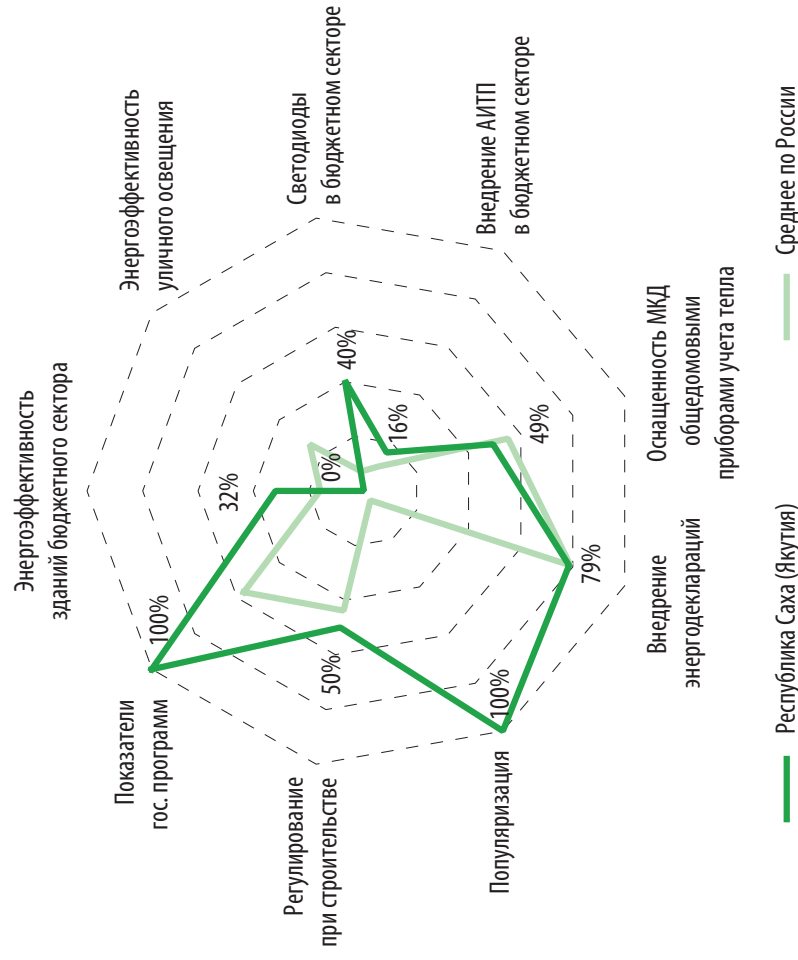 Энергоэффективность
зданий бюджетного сектора
Энергоэффективность
уличного освещения
Светодиоды
в бюджетном секторе
Внедрение АИТП
в бюджетном секторе
Оснащенность МКД
общедомовыми
приборами учета тепла
Внедрение
энергодеклараций
Популяризация
Регулирование
при строительстве
Показатели
гос. программ
32%
0%
40%
16%
49%
79%
100%
50%
100%
Республика Саха (Якутия)
Среднее по России